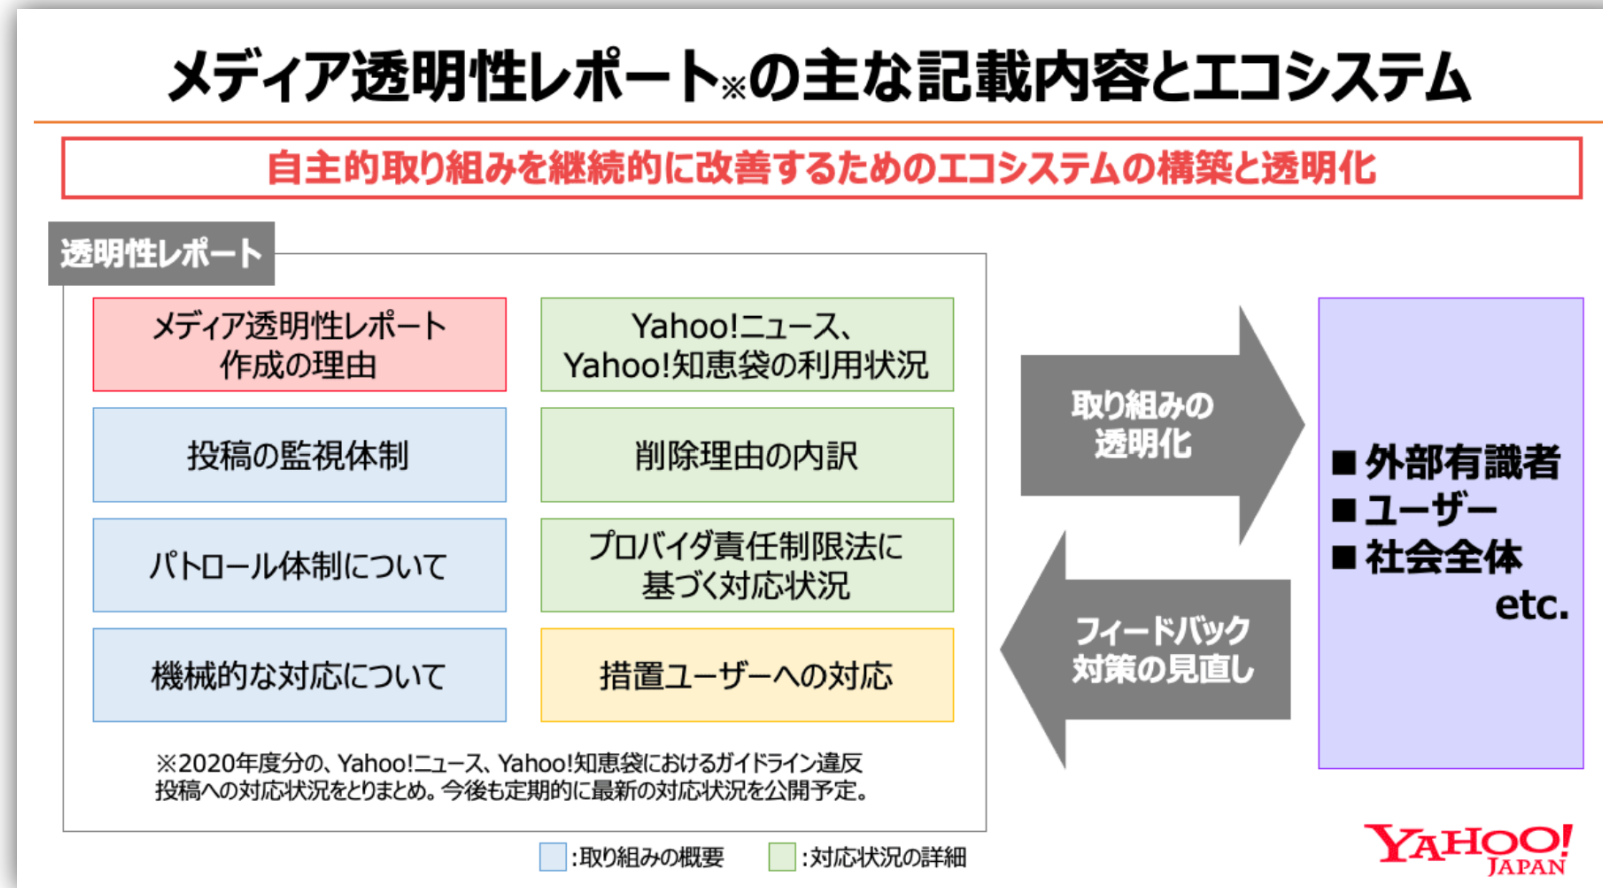 メディア透明性レポート※の主な記載内容とエコシステム
自主的取り組みを継続的に改善するためのエコシステムの構築と透明化
透明性レポート
メディア透明性レポート
作成の理由
Yahoo!ニュース、
Yahoo!知恵袋の利用状況
投稿の監視体制
削除理由の内訳
パトロール体制について
プロバイダ責任制限法に
基づく対応状況
機械的な対応について
措置ユーザーへの対応
※2020年度分の、Yahoo!ニュース、Yahoo!知恵袋におけるガイドライン違反
投稿への対応状況をとりまとめ。今後も定期的に最新の対応状況を公開予定。
:取り組みの概要
:対応状況の詳細
取り組みの
透明化
フィードバック
対策の見直し
■ 外部有識者
■ ユーザー
■ 社会全体
etc.
YAHOO!
JAPAN